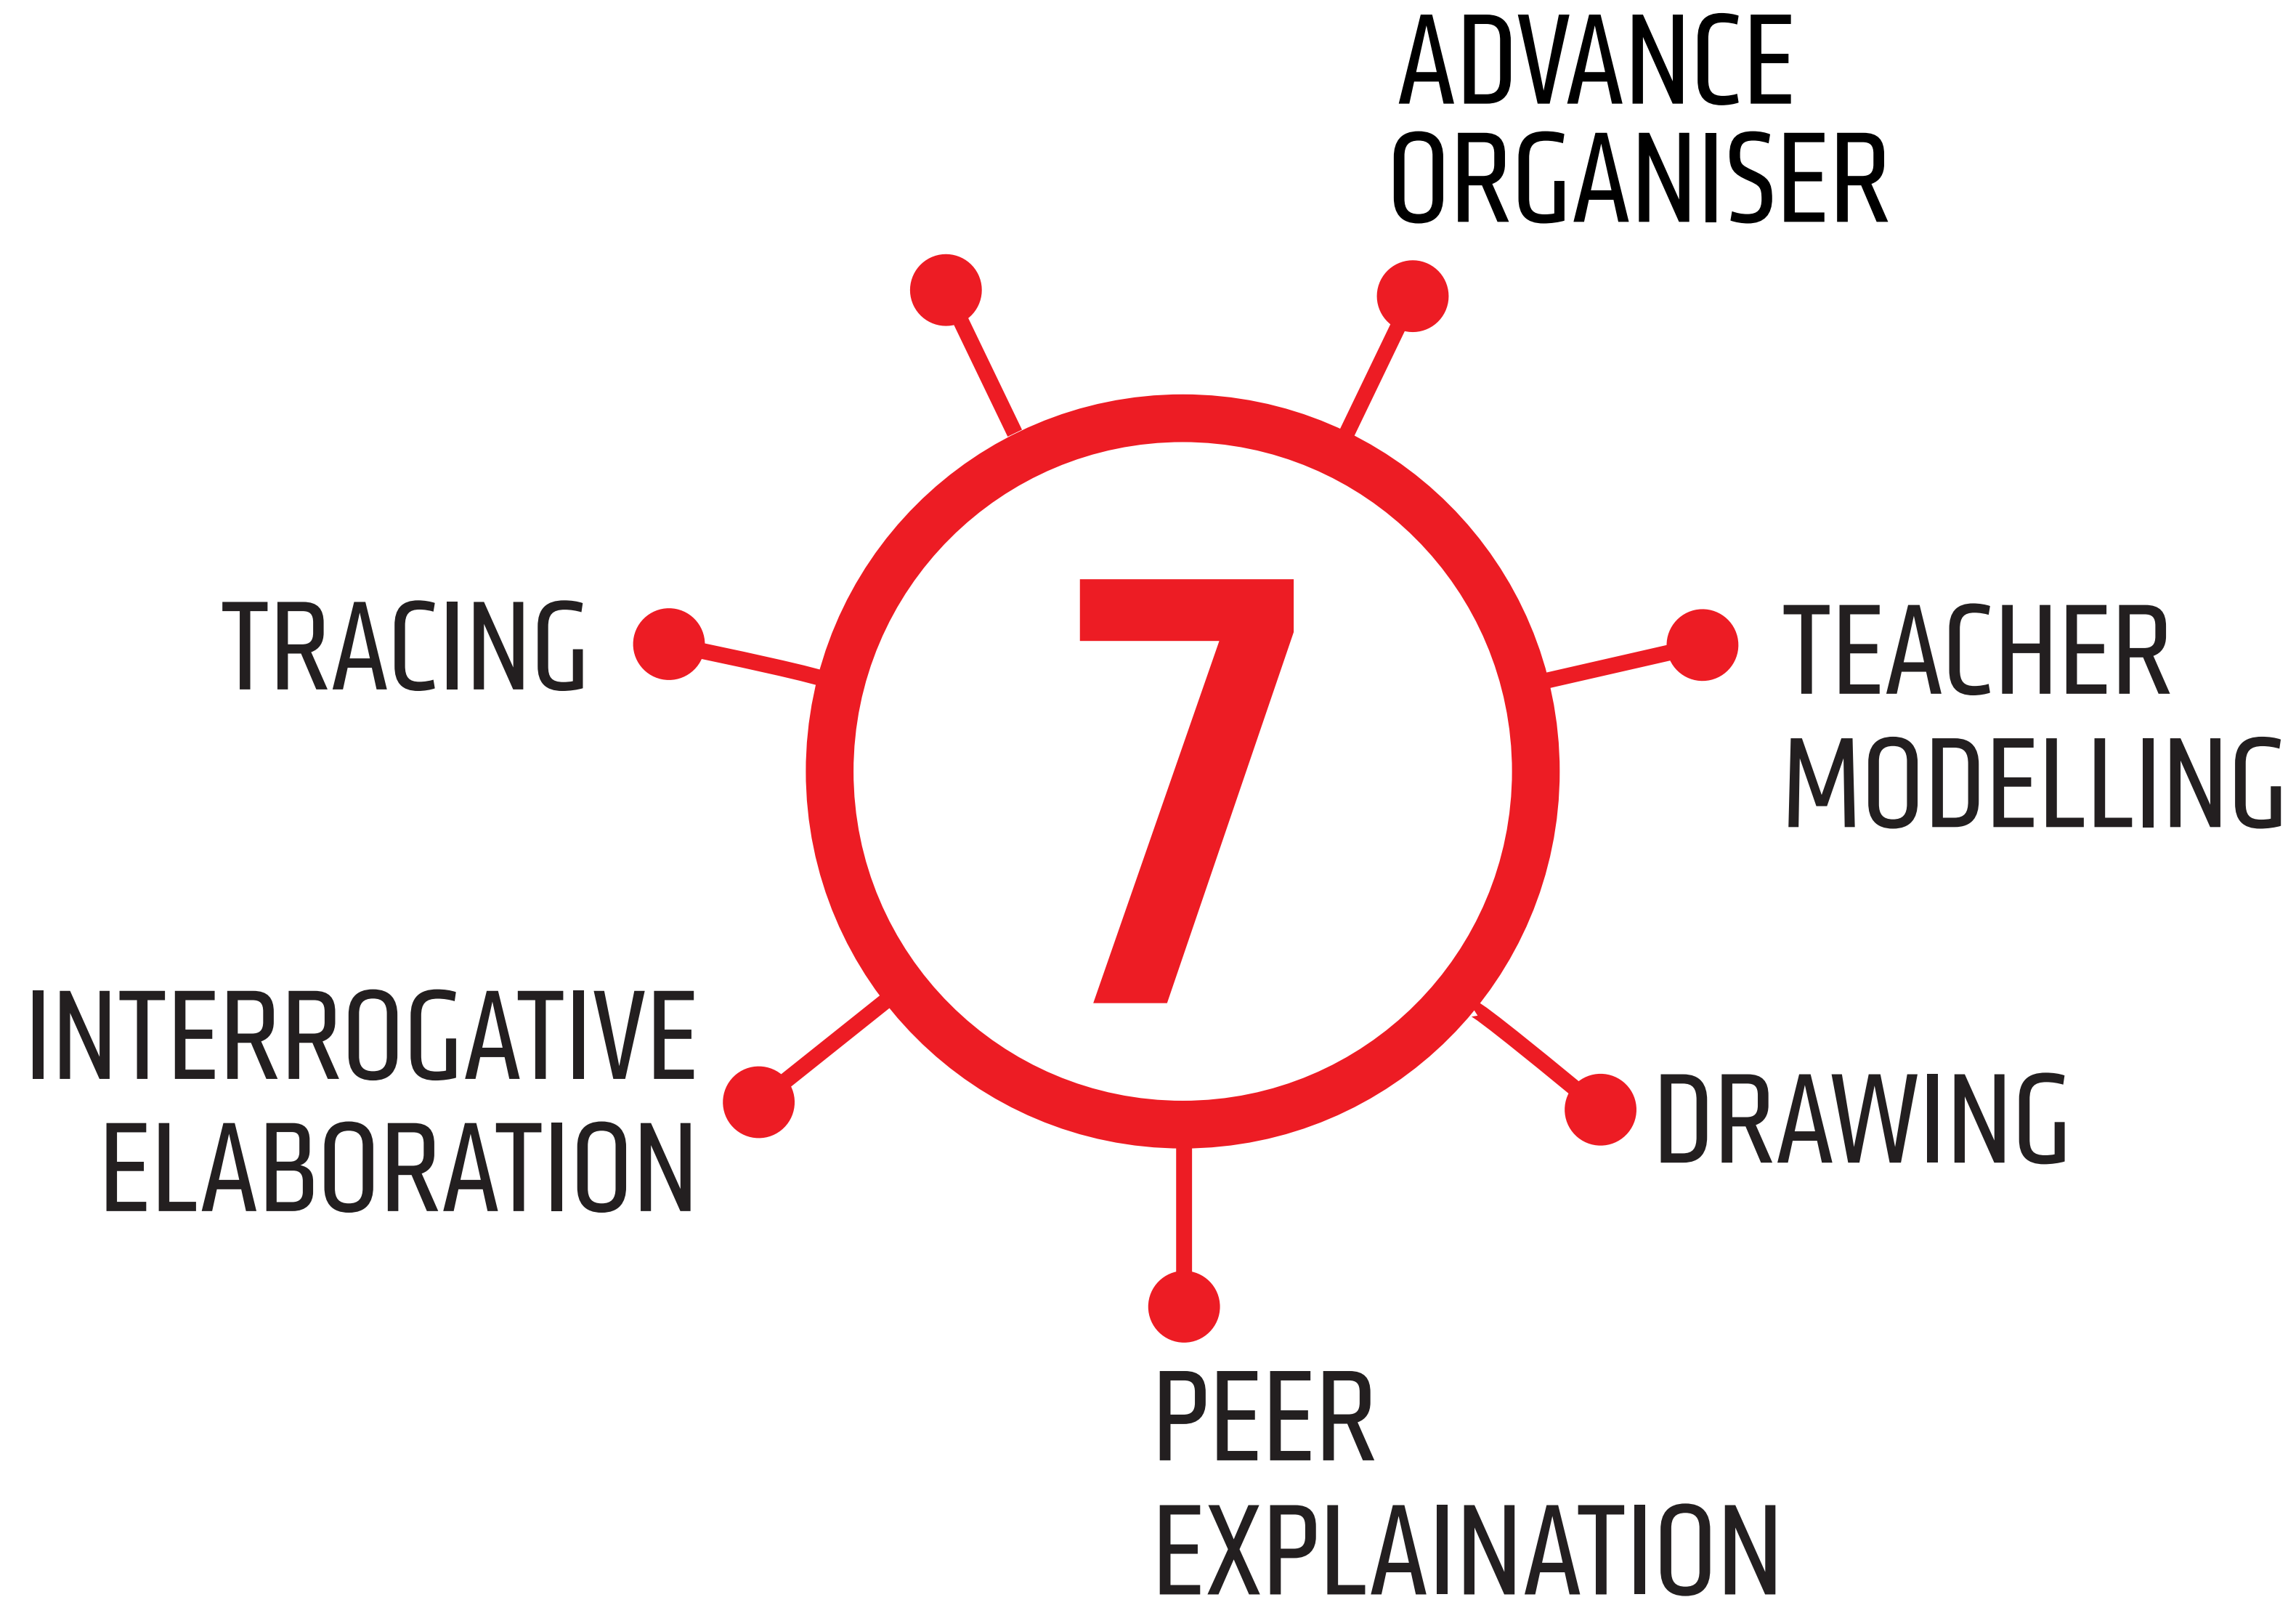 ADVANCE
ORGANISER
7
TRACING
TEACHER
MODELLING
INTERROGATIVE
ELABORATION
DRAWING
PEER
EXPLAINATION